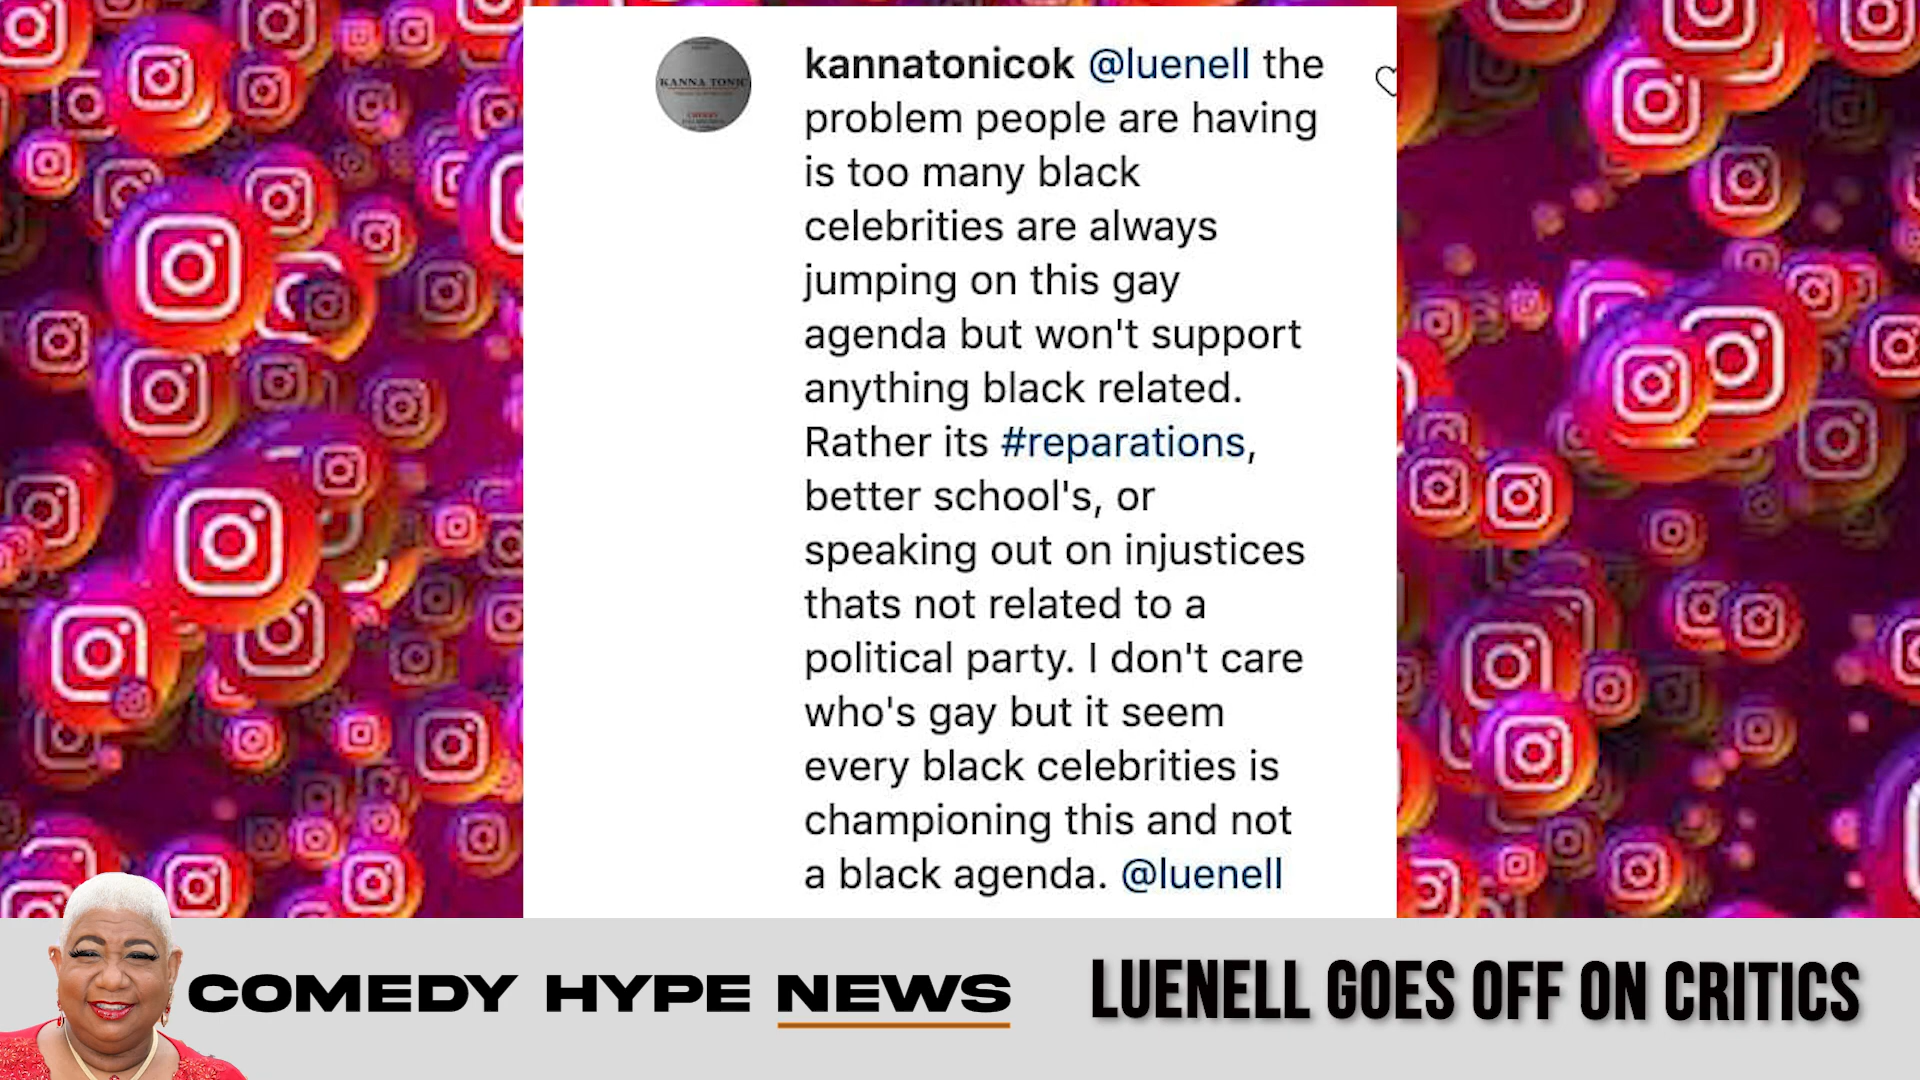 kannatonicok @luenell the
problem people are having
is too many black
celebrities are always
jumping on this gay
agenda but won't support
anything black related.
Rather its #reparations,
better school's, or
speaking out on injustices
thats not related to a
political party. I don't care
who's gay but it seem
every black celebrities is
championing this and not
a black agenda. @luenell
KANNA TONIC
COMEDY HYPE NEWS
LUENELL GOES OFF ON CRITICS